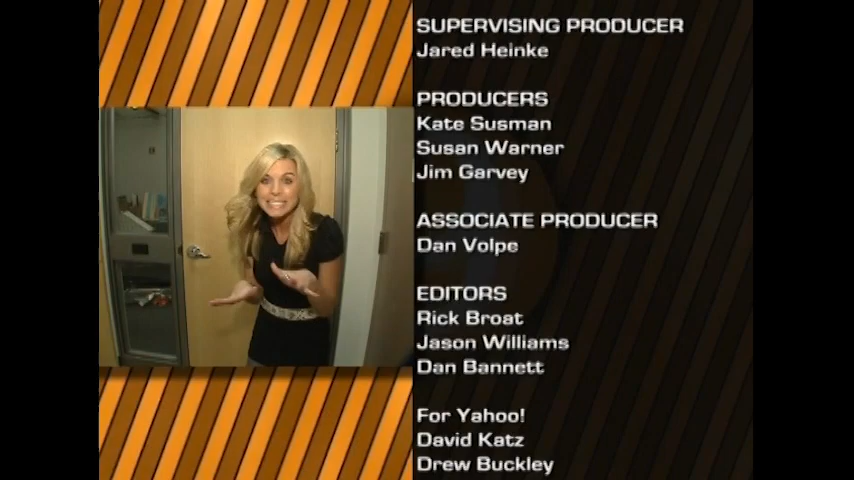 SUPERVISING PRODUCER
Jared Heinke
PRODUCERS
Kate Susman
Susan Warner
Jim Garvey
ASSOCIATE PRODUCER
Dan Volpe
EDITORS
Rick Broat
Jason Williams
Dan Bannett
For Yahoo!
David Katz
Drew Buckley